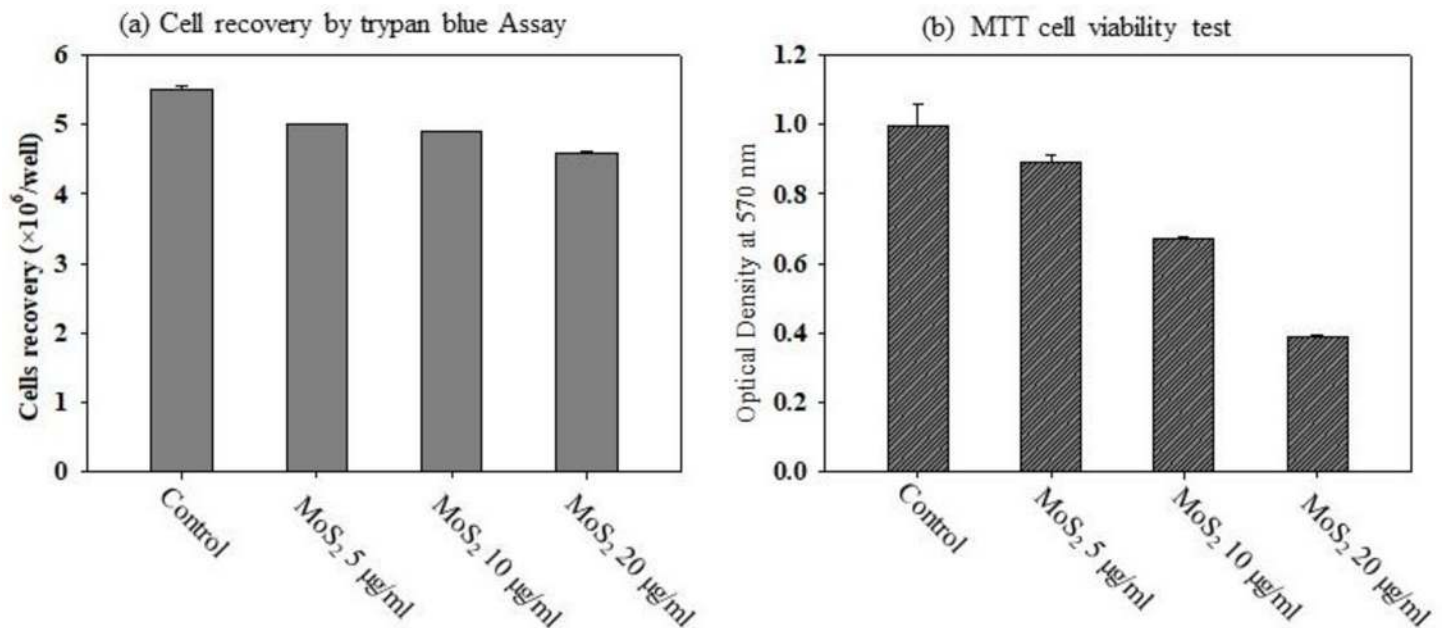 (a) Cell recovery by trypan blue Assay
Cells recovery (×10⁶/well)
6
5
4
3
2
1
0
Control
MoS₂ 5 µg/ml
MoS₂ 10 µg/ml
MoS₂ 20 µg/ml
(b) MTT cell viability test
Optical Density at 570 nm
1.2
1.0
0.8
0.6
0.4
0.2
0.0
Control
MoS₂ 5 µg/ml
MoS₂ 10 µg/ml
MoS₂ 20 µg/ml